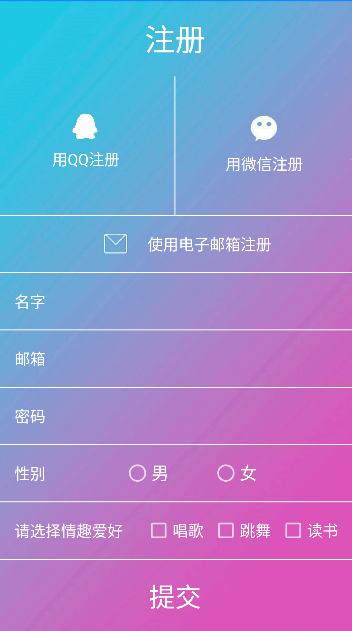 注册
用QQ注册
用微信注册
使用电子邮箱注册
名字
邮箱
密码
性别 男 女
请选择情趣爱好 唱歌 跳舞 读书
提交